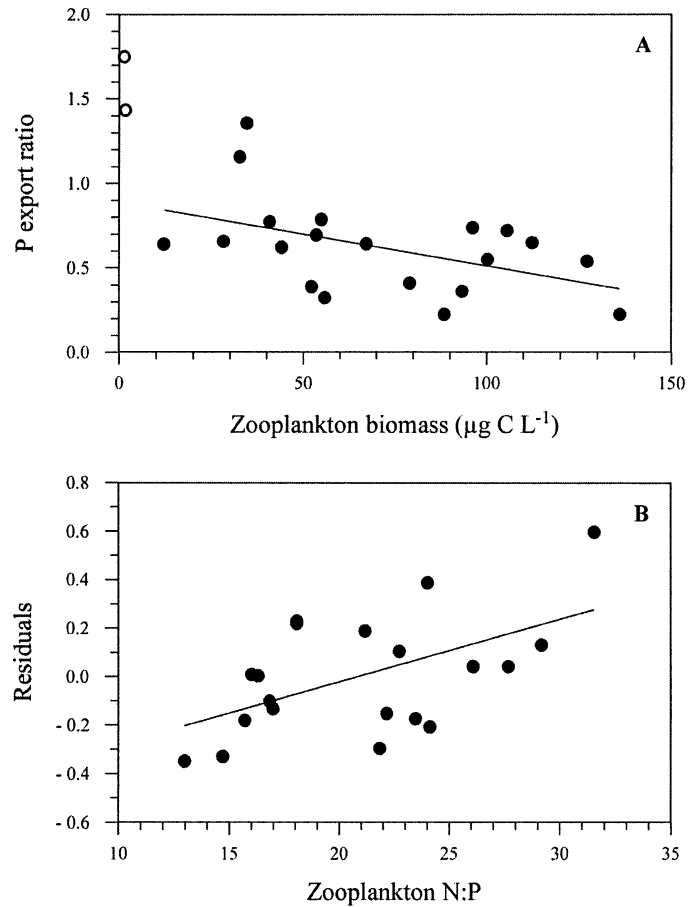 2.0
A
1.5
P export ratio
1.0
0.5
0.0
0 50 100 150
Zooplankton biomass (µg C L-1)
0.8
B
0.6
0.4
Residuals
0.2
0.0
- 0.2
- 0.4
- 0.6
10 15 20 25 30 35
Zooplankton N:P